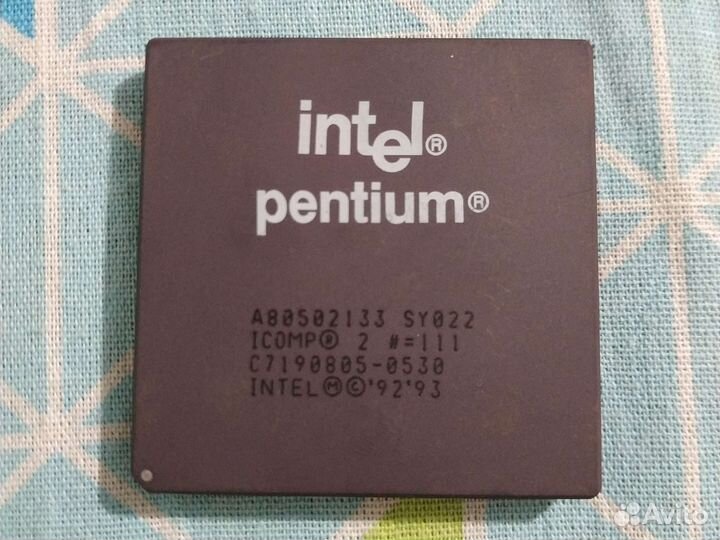 intel®
pentium®
A80502133 SY022
ICOMP® 2 #=111
C7190805-0530
INTEL Ⓜ © '92'93
Avito